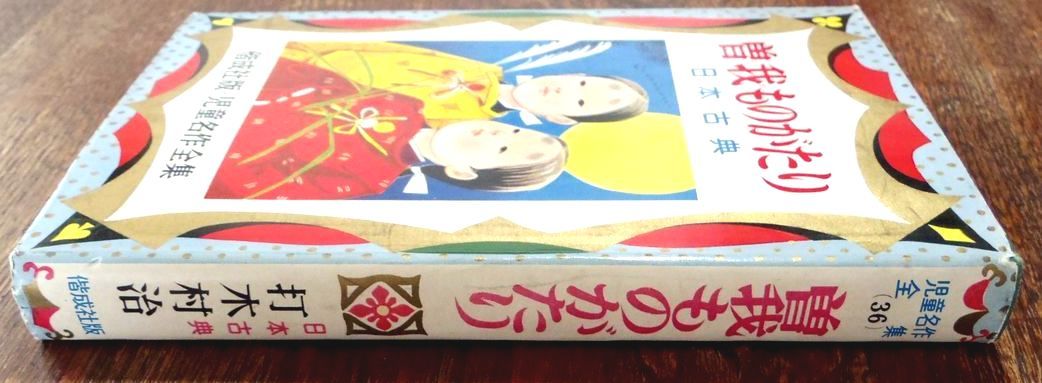 曽我ものがたり
日本古典
偕成社版 児童名作全集
児童名作
全集
(36)
曽我ものがたり
日本古典
打木村治
偕成社版